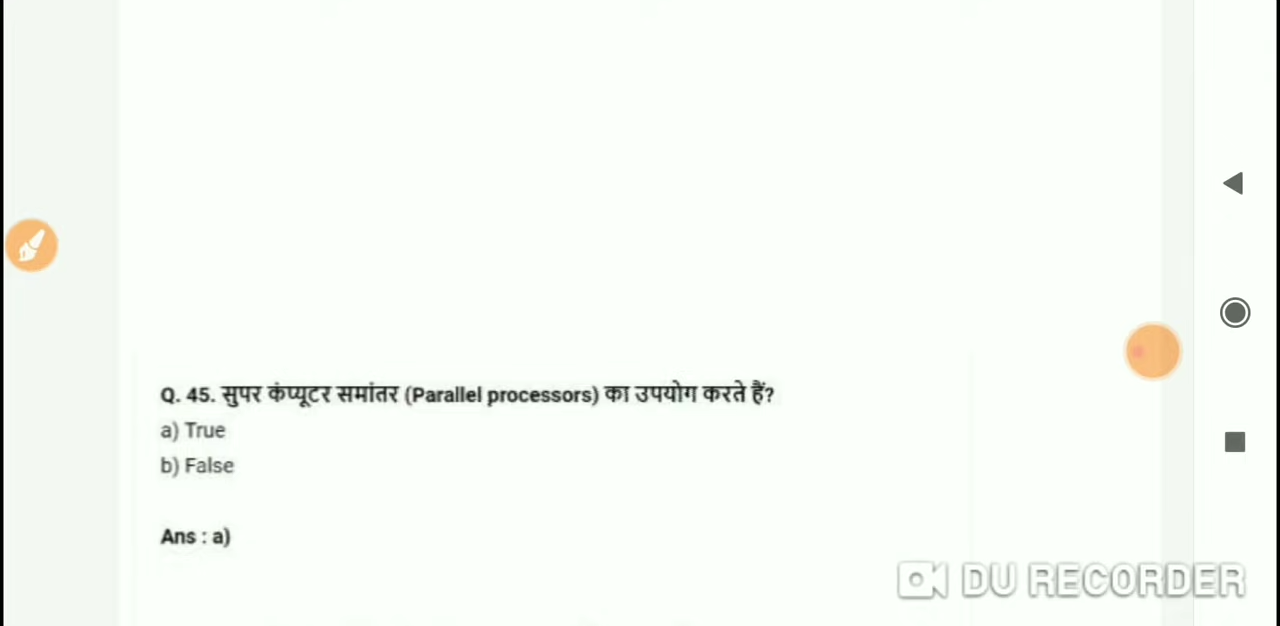 Q. 45. सुपर कंप्यूटर समांतर (Parallel processors) का उपयोग करते हैं?
a) True
b) False
Ans : a)
DU RECORDER